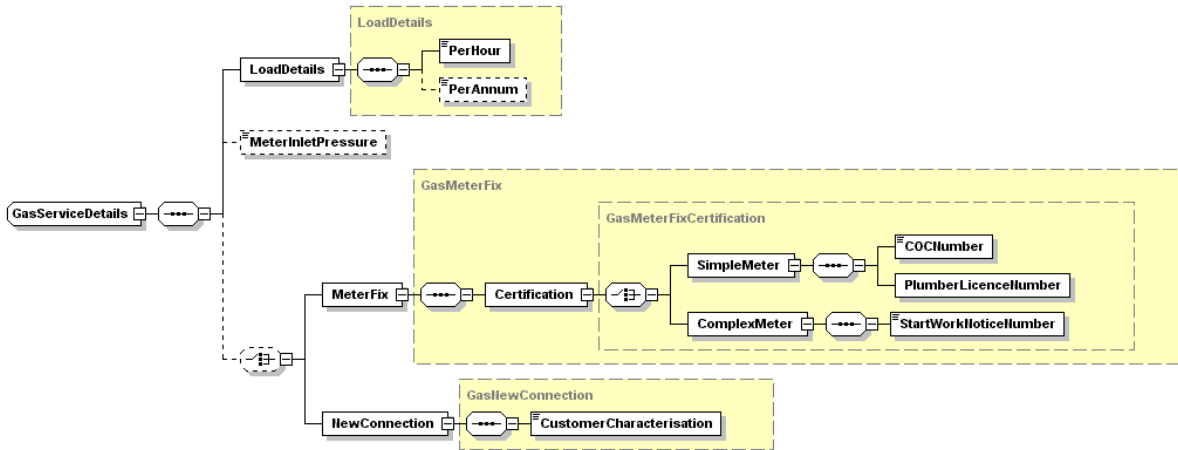 LoadDetails
PerHour
LoadDetails
PerAnnum
MeterInletPressure
GasMeterFix
GasServiceDetails
GasMeterFixCertification
COCNumber
SimpleMeter
PlumberLicenceNumber
MeterFix
Certification
ComplexMeter
StartWorkNoticeNumber
GasNewConnection
NewConnection
CustomerCharacterisation